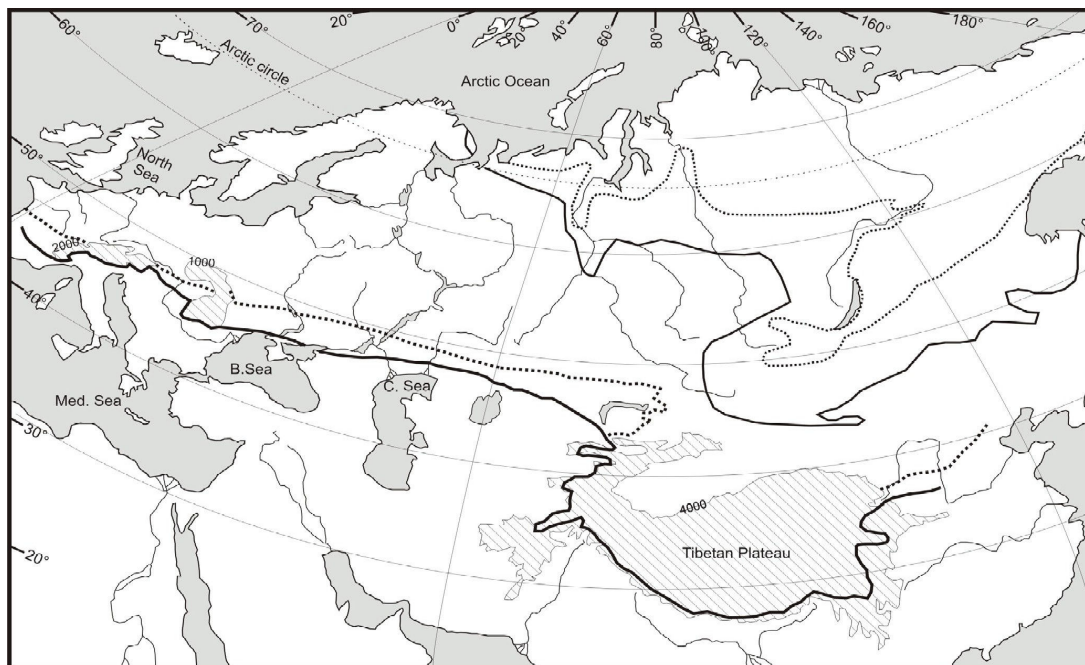 60°
70°
20°
0°
20°
40°
60°
80°
100°
120°
140°
160°
180°
Arctic circle
Arctic Ocean
50°
North
Sea
2000
1000
40°
B.Sea
C. Sea
Med. Sea
30°
4000
Tibetan Plateau
20°